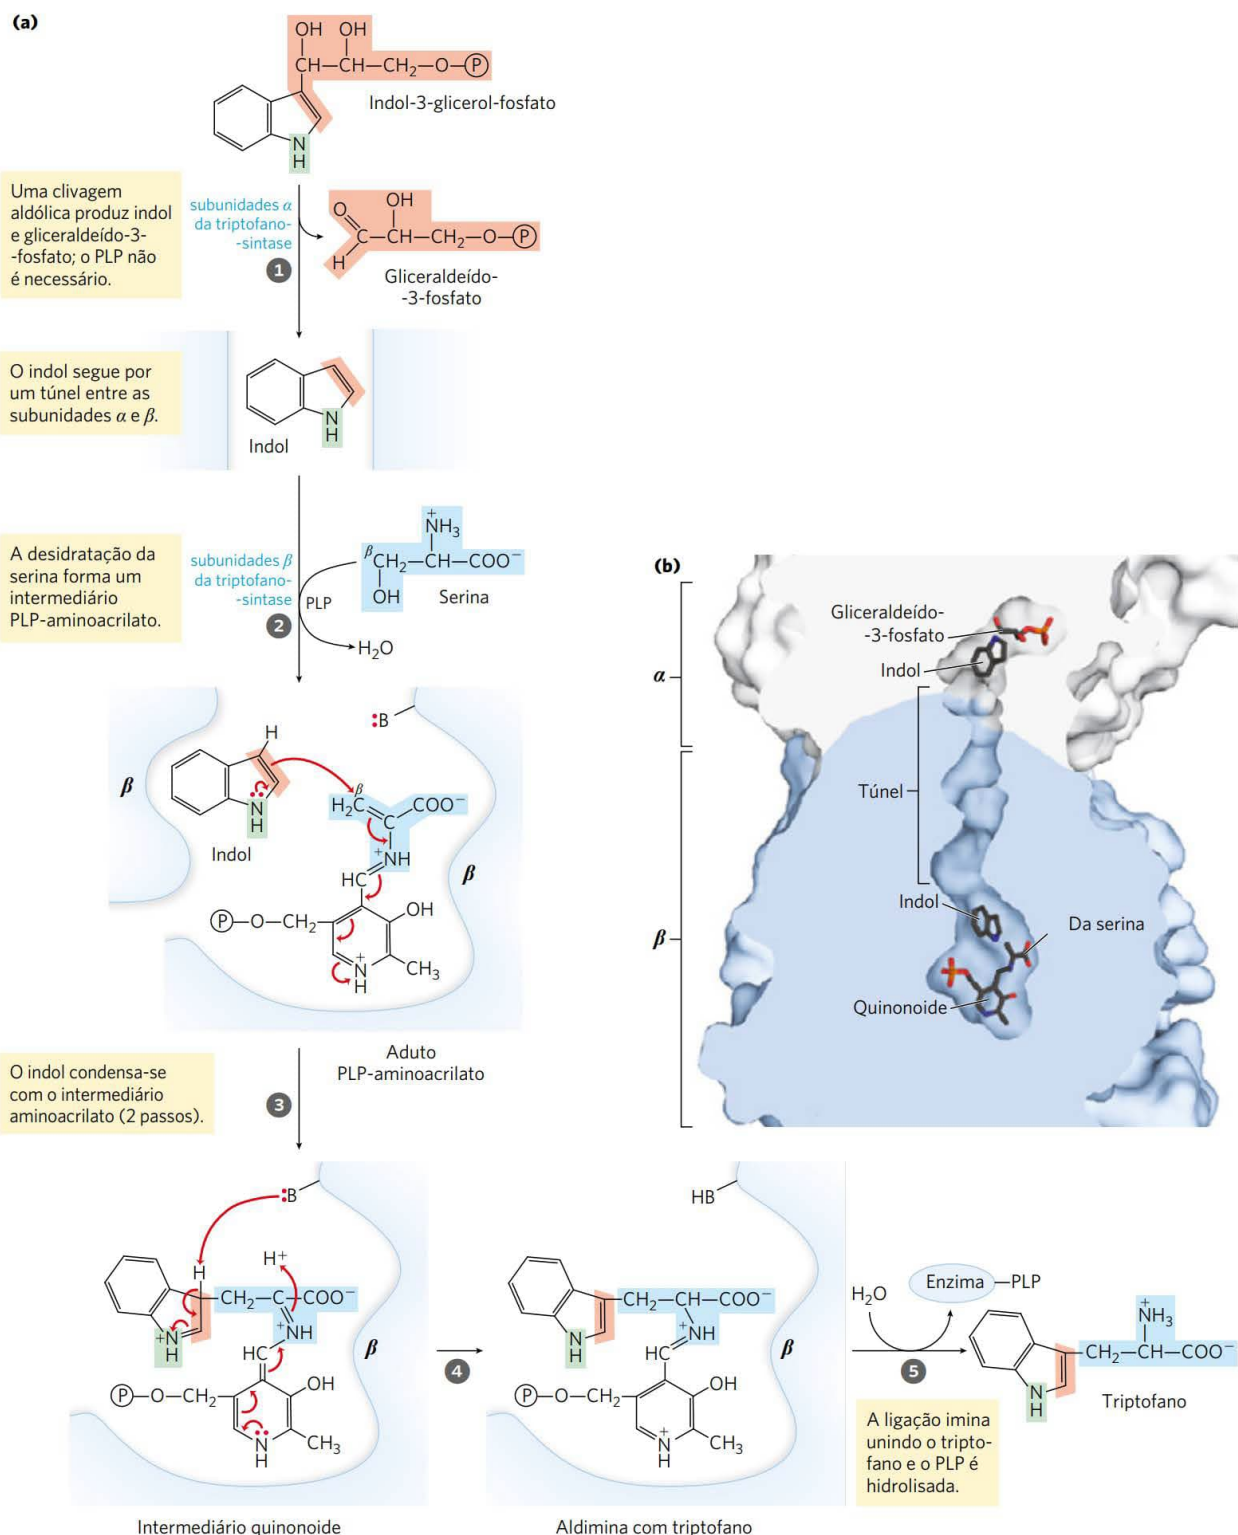 (a)
OH OH
CH—CH—CH₂—O—P
Indol-3-glicerol-fosfato
N
H
Uma clivagem
aldólica produz indol
e gliceraldeído-3-
-fosfato; o PLP não
é necessário.
subunidades α
da triptofano-
-sintase
1
O OH
C—CH—CH₂—O—P
H
Gliceraldeído-
-3-fosfato
O indol segue por
um túnel entre as
subunidades α e β.
N
H
Indol
A desidratação da
serina forma um
intermediário
PLP-aminoacrilato.
subunidades β
da triptofano-
-sintase
2
PLP
+
NH₃
β
CH₂—CH—COO⁻
OH
Serina
H₂O
β
:B
H
N
H
Indol
β
H₂C=C COO⁻
+NH
HC
β
P—O—CH₂
OH
+
N
H
CH₃
Aduto
PLP-aminoacrilato
O indol condensa-se
com o intermediário
aminoacrilato (2 passos).
3
(b)
α
Gliceraldeído-
-3-fosfato
Indol
Túnel
β
Indol
Da serina
Quinonoide
:B
H⁺
H
CH₂—C—COO⁻
+N
H
+NH
HC
β
P—O—CH₂
OH
N
H
CH₃
Intermediário quinonoide
4
HB
CH₂—CH—COO⁻
N
H
+NH
HC
β
P—O—CH₂
OH
+
N
H
CH₃
Aldimina com triptofano
H₂O
Enzima—PLP
5
A ligação imina
unindo o tripto-
fano e o PLP é
hidrolisada.
+
NH₃
CH₂—CH—COO⁻
N
H
Triptofano